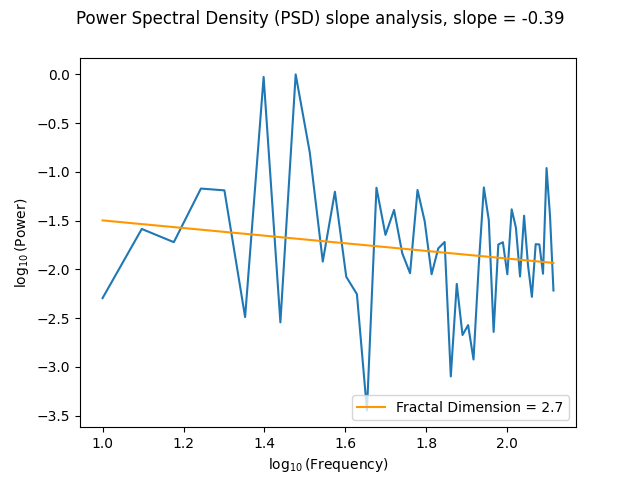 Power Spectral Density (PSD) slope analysis, slope = -0.39
log₁₀(Power)
0.0
−0.5
−1.0
−1.5
−2.0
−2.5
−3.0
−3.5
Fractal Dimension = 2.7
1.0 1.2 1.4 1.6 1.8 2.0
log₁₀(Frequency)